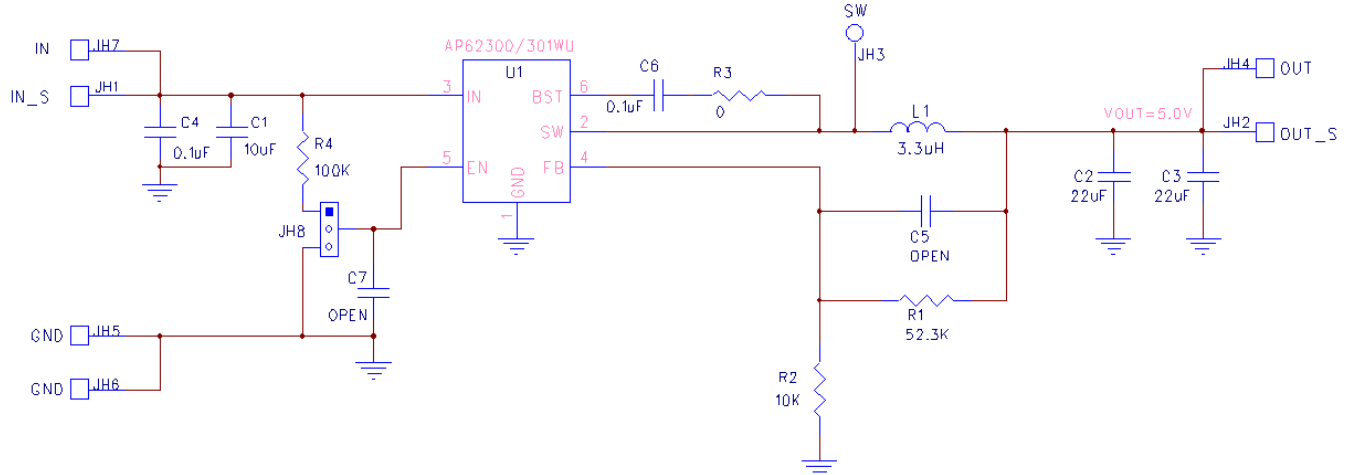 SW
IN
JH7
AP62300/301WU
JH3
JH4
OUT
U1
C6
R3
IN_S
JH1
3
IN
BST
6
0.1uF
0
VOUT=5.0V
C4
C1
SW
2
L1
JH2
OUT_S
0.1uF
10uF
R4
3.3uH
100K
5
EN
FB
4
C2
C3
GND
22uF
22uF
1
JH8
C5
OPEN
C7
OPEN
R1
52.3K
GND
JH5
R2
10K
GND
JH6